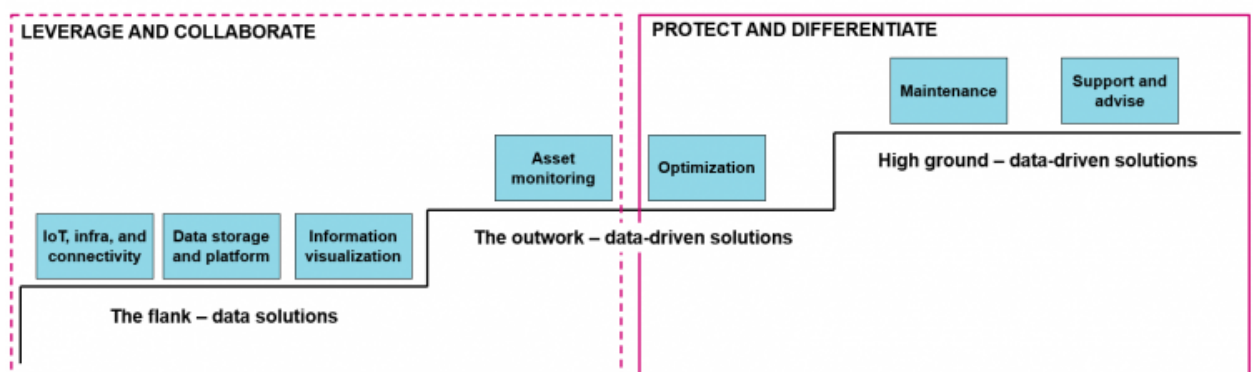 LEVERAGE AND COLLABORATE
PROTECT AND DIFFERENTIATE
Maintenance
Support and
advise
Asset
monitoring
Optimization
High ground – data-driven solutions
IoT, infra, and
connectivity
Data storage
and platform
Information
visualization
The outwork – data-driven solutions
The flank – data solutions